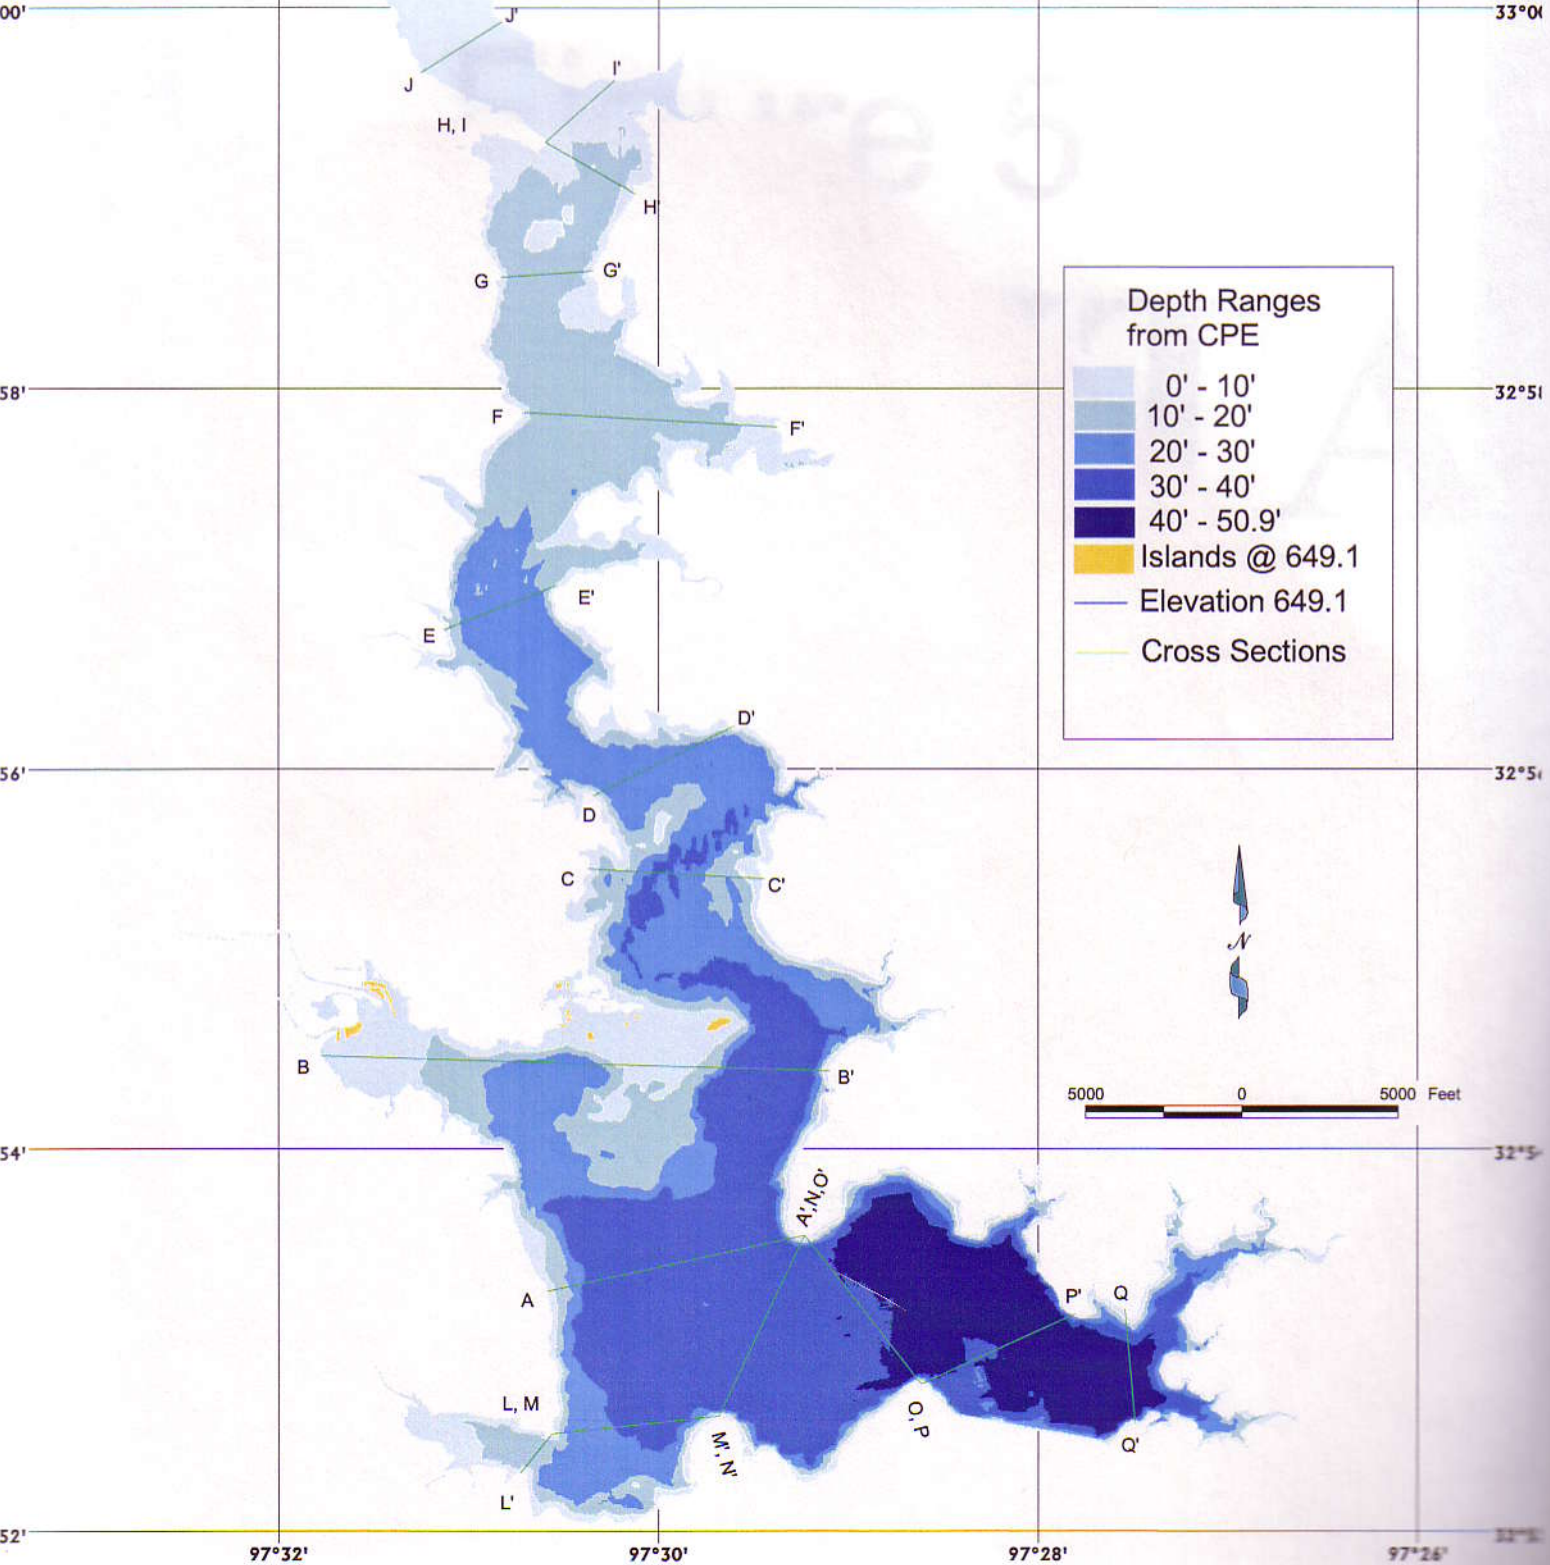 00'
33°00
J'
J
I'
H, I
H'
G
G'
Depth Ranges
from CPE
0' - 10'
10' - 20'
20' - 30'
30' - 40'
40' - 50.9'
Islands @ 649.1
Elevation 649.1
Cross Sections
58'
F
F'
E'
E
D'
56'
D
C
C'
N
B
B'
5000 0 5000 Feet
54'
A',N,O'
A
P'
Q
L, M
O, P
M', N'
Q'
L'
52'
97°32'
97°30'
97°28'
97°26'